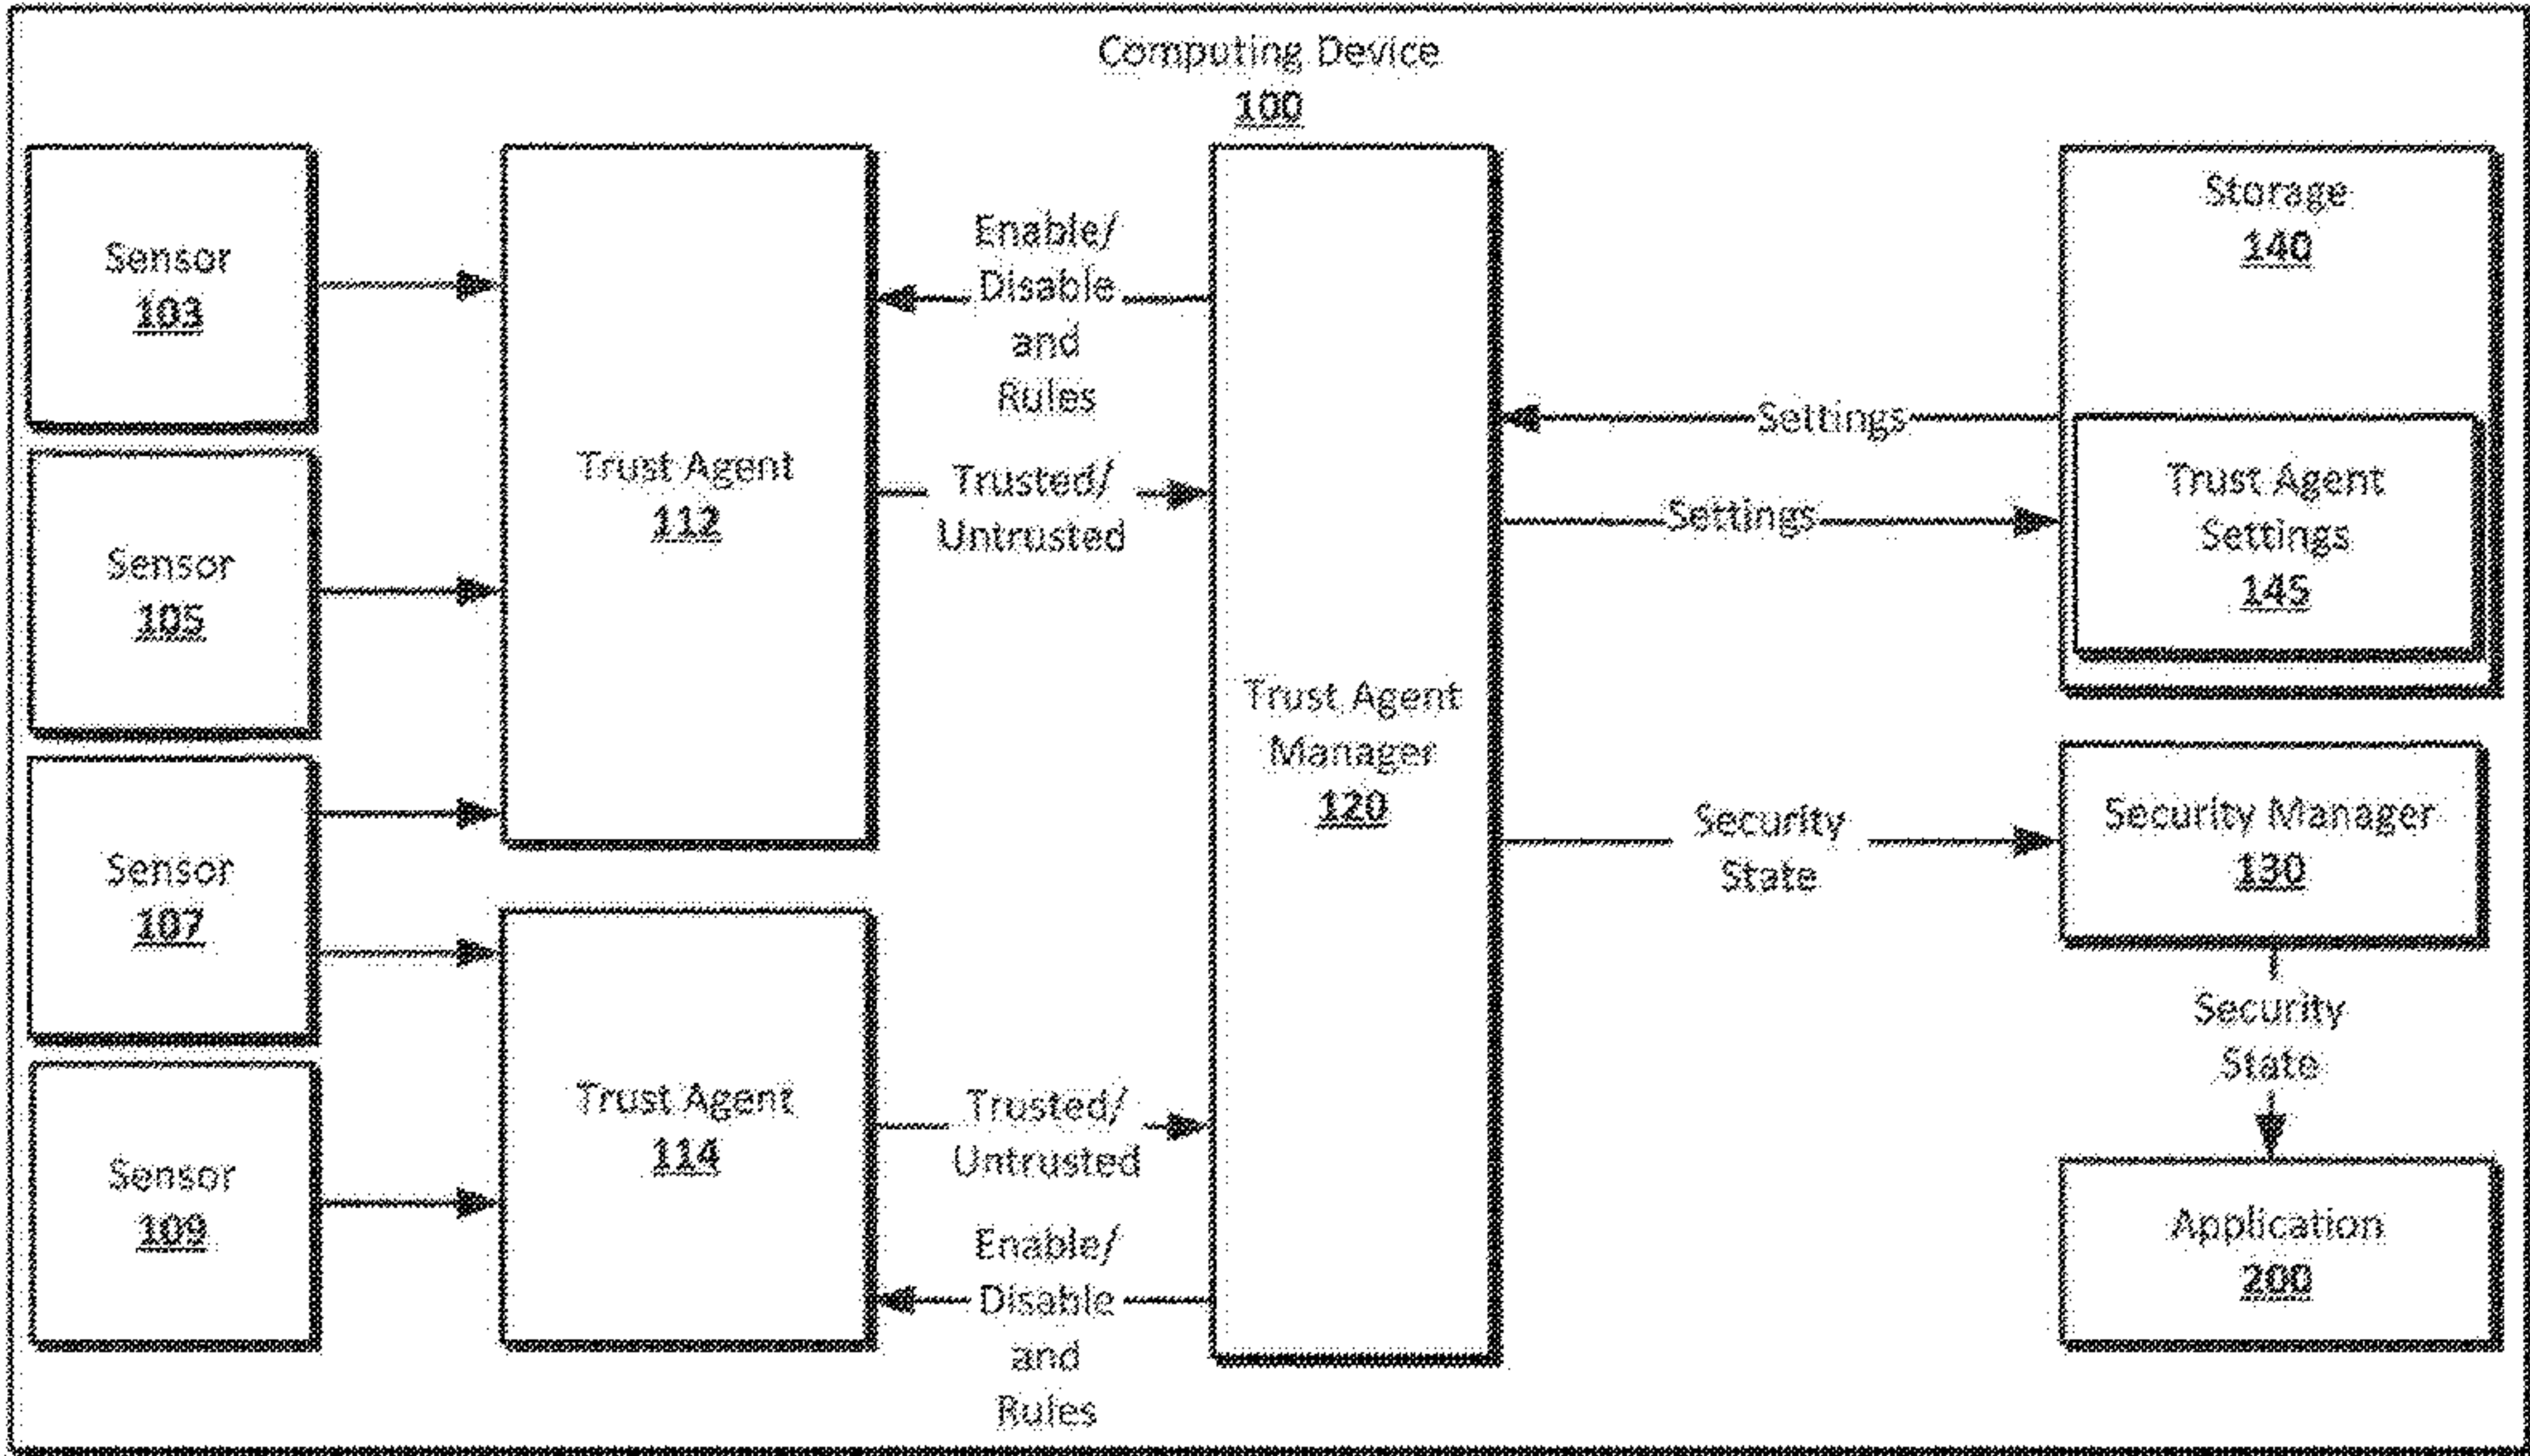 Computing Device
100
Sensor
103
Sensor
105
Sensor
107
Sensor
109
Trust Agent
112
Trust Agent
114
Enable/
Disable
and
Rules
Trusted/
Untrusted
Trusted/
Untrusted
Enable/
Disable
and
Rules
Trust Agent
Manager
120
Settings
Settings
Security
State
Storage
140
Trust Agent
Settings
145
Security Manager
130
Security
State
Application
200